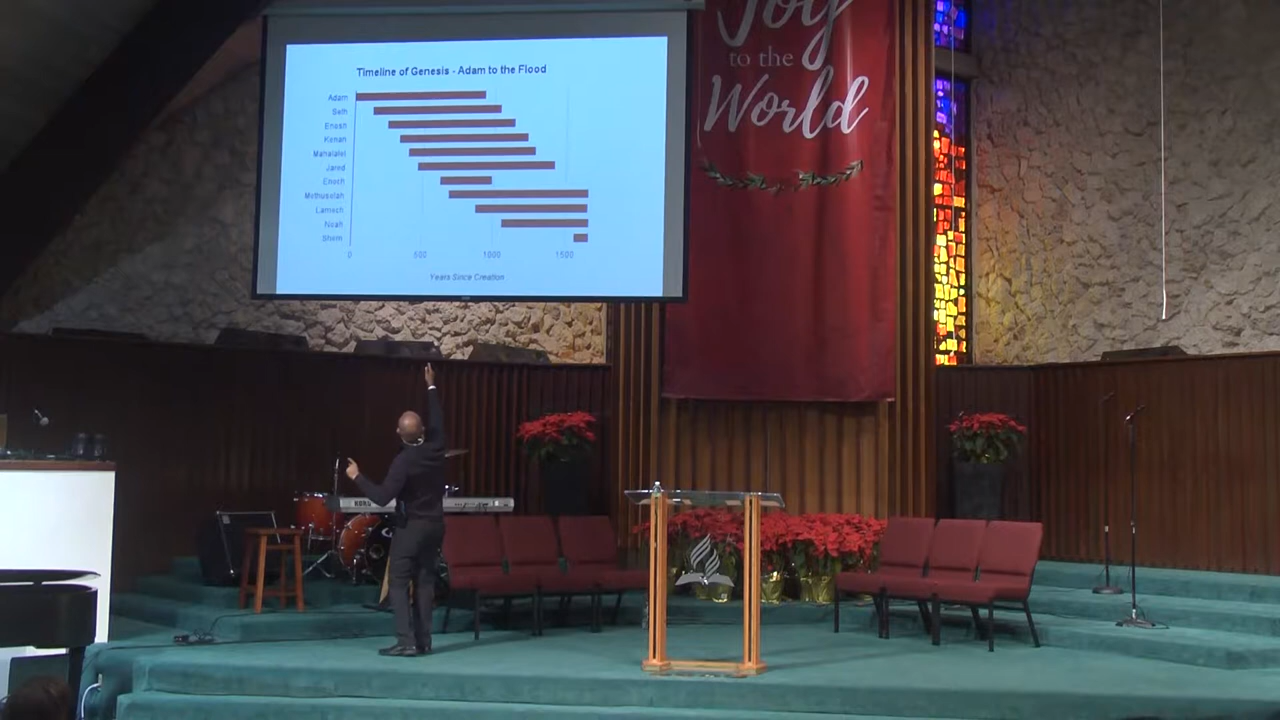 Timeline of Genesis - Adam to the Flood
Adam
Seth
Enosh
Kenan
Mahalalel
Jared
Enoch
Methuselah
Lamech
Noah
Shem
0 500 1000 1500
Years Since Creation
Joy
to the
World
KORG